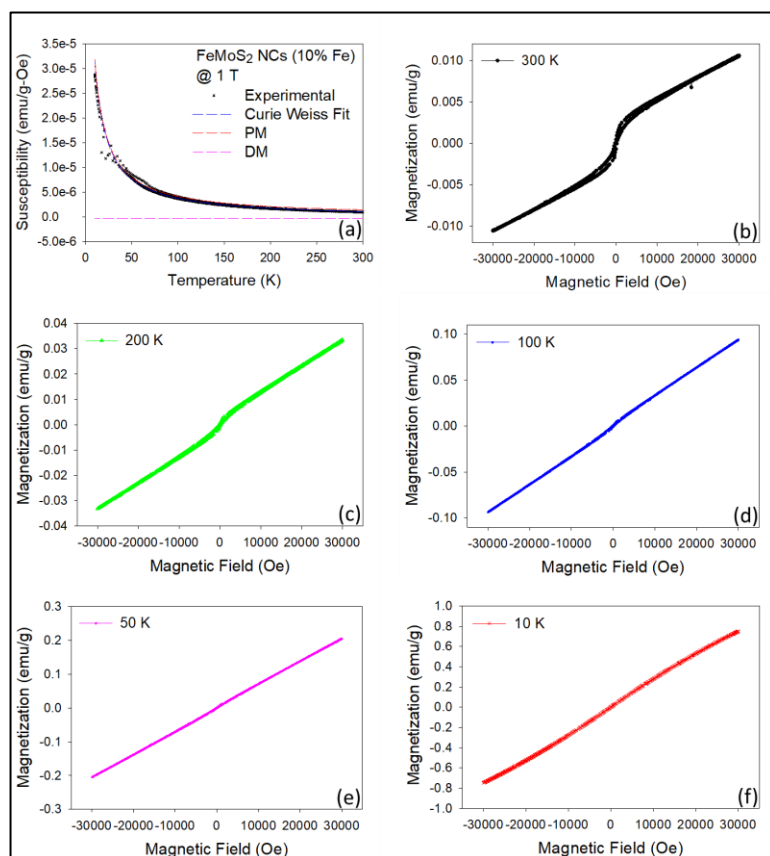 FeMoS₂ NCs (10% Fe)
@ 1 T
Experimental
Curie Weiss Fit
PM
DM
Susceptibility (emu/g-Oe)
3.5e-5
3.0e-5
2.5e-5
2.0e-5
1.5e-5
1.0e-5
5.0e-6
0.0
-5.0e-6
0 50 100 150 200 250 300
Temperature (K)
(a)
300 K
Magnetization (emu/g)
0.010
0.005
0.000
-0.005
-0.010
-30000 -20000 -10000 0 10000 20000 30000
Magnetic Field (Oe)
(b)
200 K
Magnetization (emu/g)
0.04
0.03
0.02
0.01
0.00
-0.01
-0.02
-0.03
-0.04
-30000 -20000 -10000 0 10000 20000 30000
Magnetic Field (Oe)
(c)
100 K
Magnetization (emu/g)
0.10
0.05
0.00
-0.05
-0.10
-30000 -20000 -10000 0 10000 20000 30000
Magnetic Field (Oe)
(d)
50 K
Magnetization (emu/g)
0.3
0.2
0.1
0.0
-0.1
-0.2
-0.3
-30000 -20000 -10000 0 10000 20000 30000
Magnetic Field (Oe)
(e)
10 K
Magnetization (emu/g)
1.0
0.8
0.6
0.4
0.2
0.0
-0.2
-0.4
-0.6
-0.8
-1.0
-30000 -20000 -10000 0 10000 20000 30000
Magnetic Field (Oe)
(f)